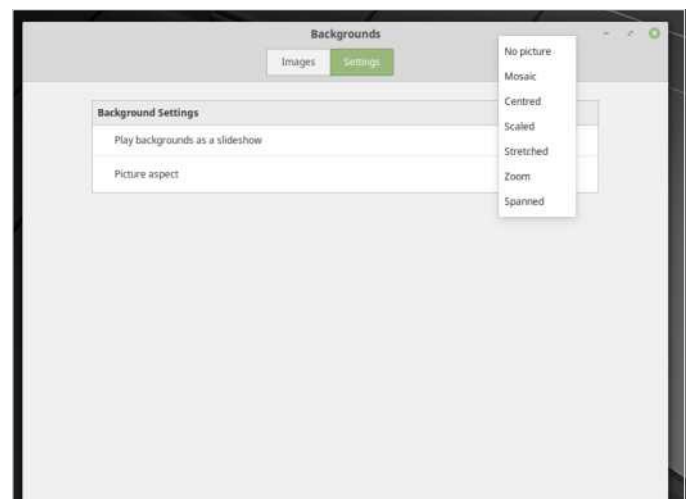 Backgrounds
Images Settings
Background Settings
Play backgrounds as a slideshow
Picture aspect
No picture
Mosaic
Centred
Scaled
Stretched
Zoom
Spanned